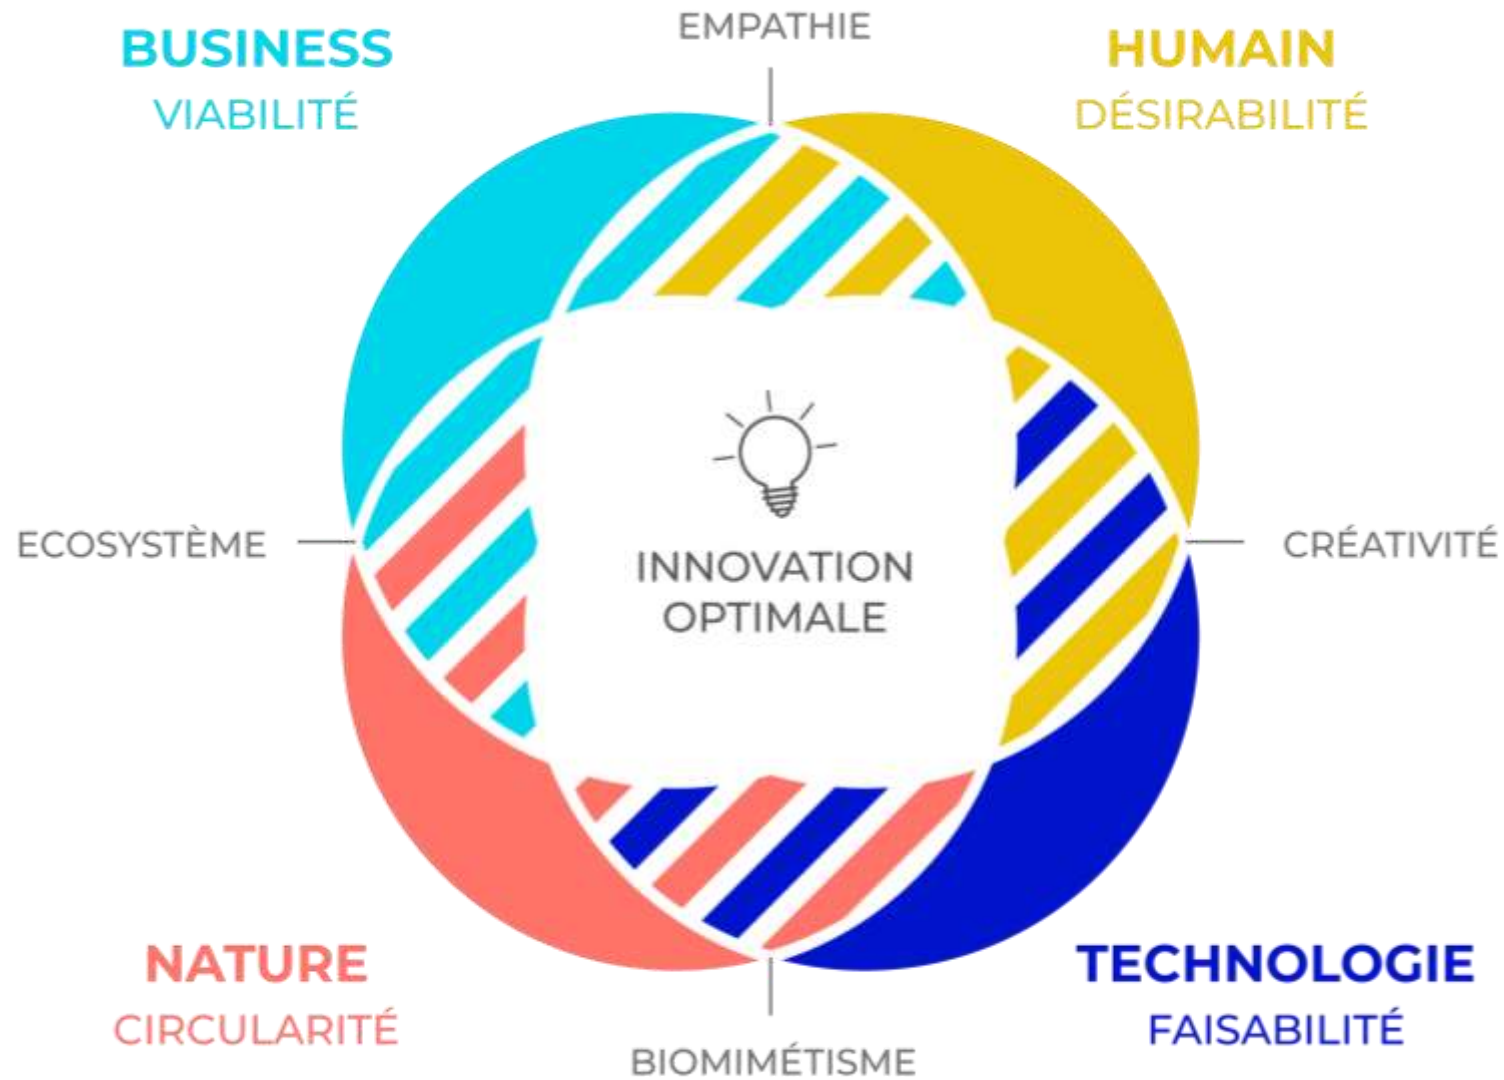 EMPATHIE
BUSINESS
VIABILITÉ
HUMAIN
DÉSIRABILITÉ
ECOSYSTÈME
INNOVATION
OPTIMALE
CRÉATIVITÉ
NATURE
CIRCULARITÉ
TECHNOLOGIE
FAISABILITÉ
BIOMIMÉTISME